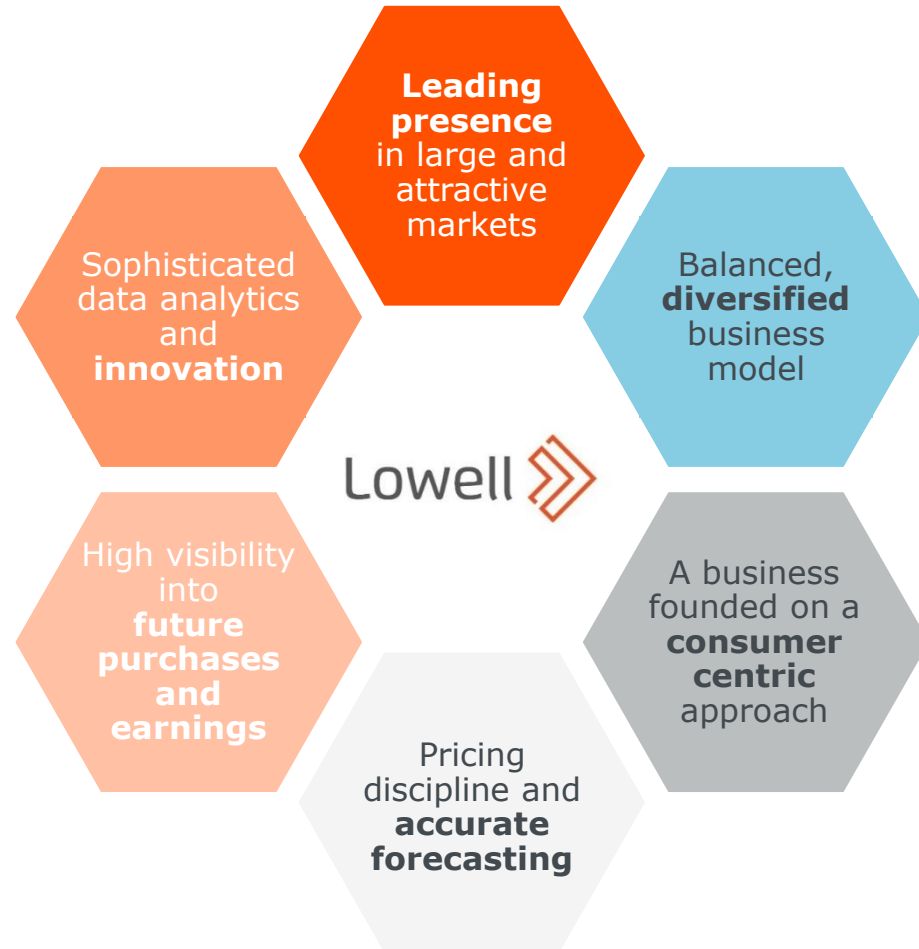 Leading
presence
in large and
attractive
markets
Sophisticated
data analytics
and
innovation
Balanced,
diversified
business
model
Lowell
High visibility
into
future
purchases
and
earnings
A business
founded on a
consumer
centric
approach
Pricing
discipline and
accurate
forecasting